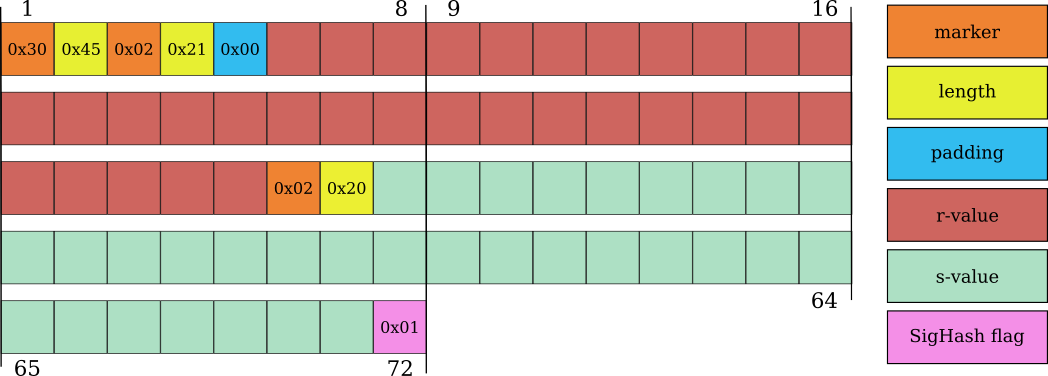 1 8 9 16
0x30 0x45 0x02 0x21 0x00
0x02 0x20
64
0x01
65 72
marker
length
padding
r-value
s-value
SigHash flag